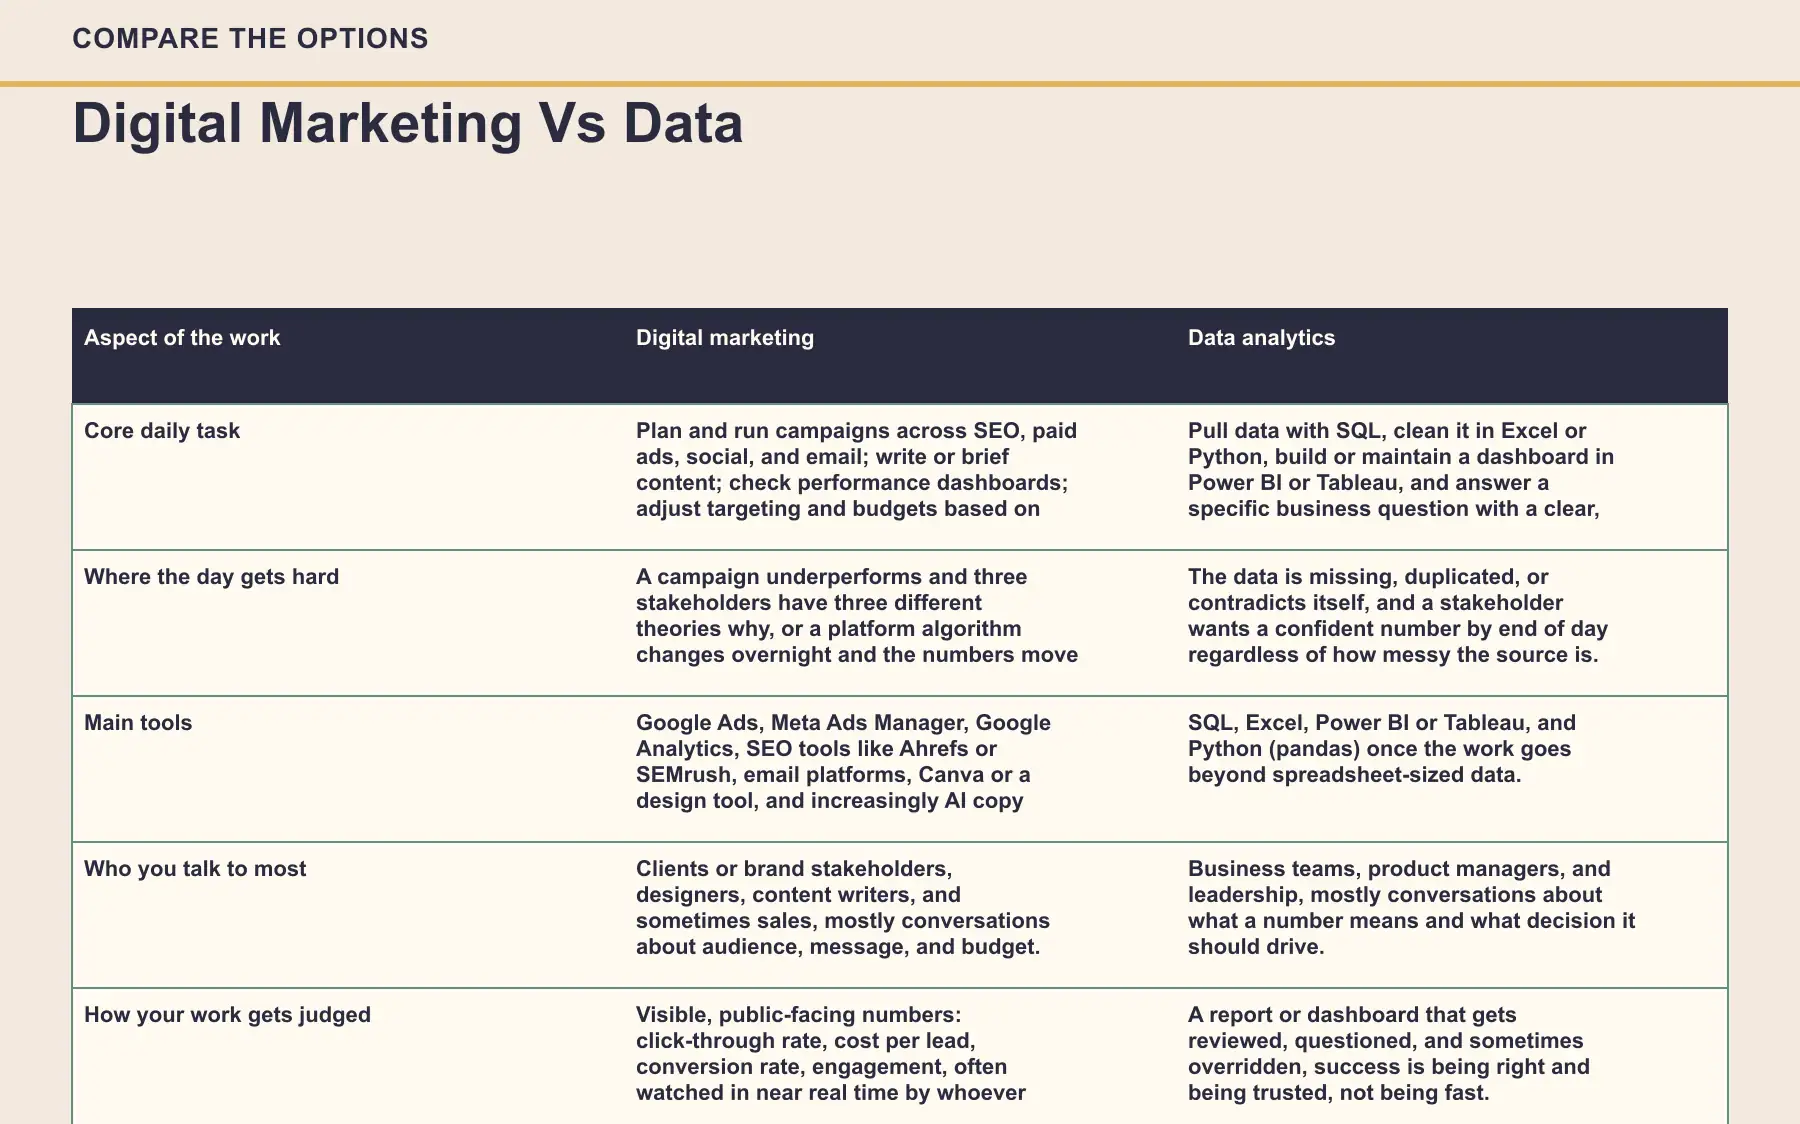 COMPARE THE OPTIONS
Digital Marketing Vs Data
Aspect of the work
Digital marketing
Data analytics
Core daily task
Plan and run campaigns across SEO, paid
ads, social, and email; write or brief
content; check performance dashboards;
adjust targeting and budgets based on
Pull data with SQL, clean it in Excel or
Python, build or maintain a dashboard in
Power BI or Tableau, and answer a
specific business question with a clear,
Where the day gets hard
A campaign underperforms and three
stakeholders have three different
theories why, or a platform algorithm
changes overnight and the numbers move
The data is missing, duplicated, or
contradicts itself, and a stakeholder
wants a confident number by end of day
regardless of how messy the source is.
Main tools
Google Ads, Meta Ads Manager, Google
Analytics, SEO tools like Ahrefs or
SEMrush, email platforms, Canva or a
design tool, and increasingly AI copy
SQL, Excel, Power BI or Tableau, and
Python (pandas) once the work goes
beyond spreadsheet-sized data.
Who you talk to most
Clients or brand stakeholders,
designers, content writers, and
sometimes sales, mostly conversations
about audience, message, and budget.
Business teams, product managers, and
leadership, mostly conversations about
what a number means and what decision it
should drive.
How your work gets judged
Visible, public-facing numbers:
click-through rate, cost per lead,
conversion rate, engagement, often
watched in near real time by whoever
A report or dashboard that gets
reviewed, questioned, and sometimes
overridden, success is being right and
being trusted, not being fast.